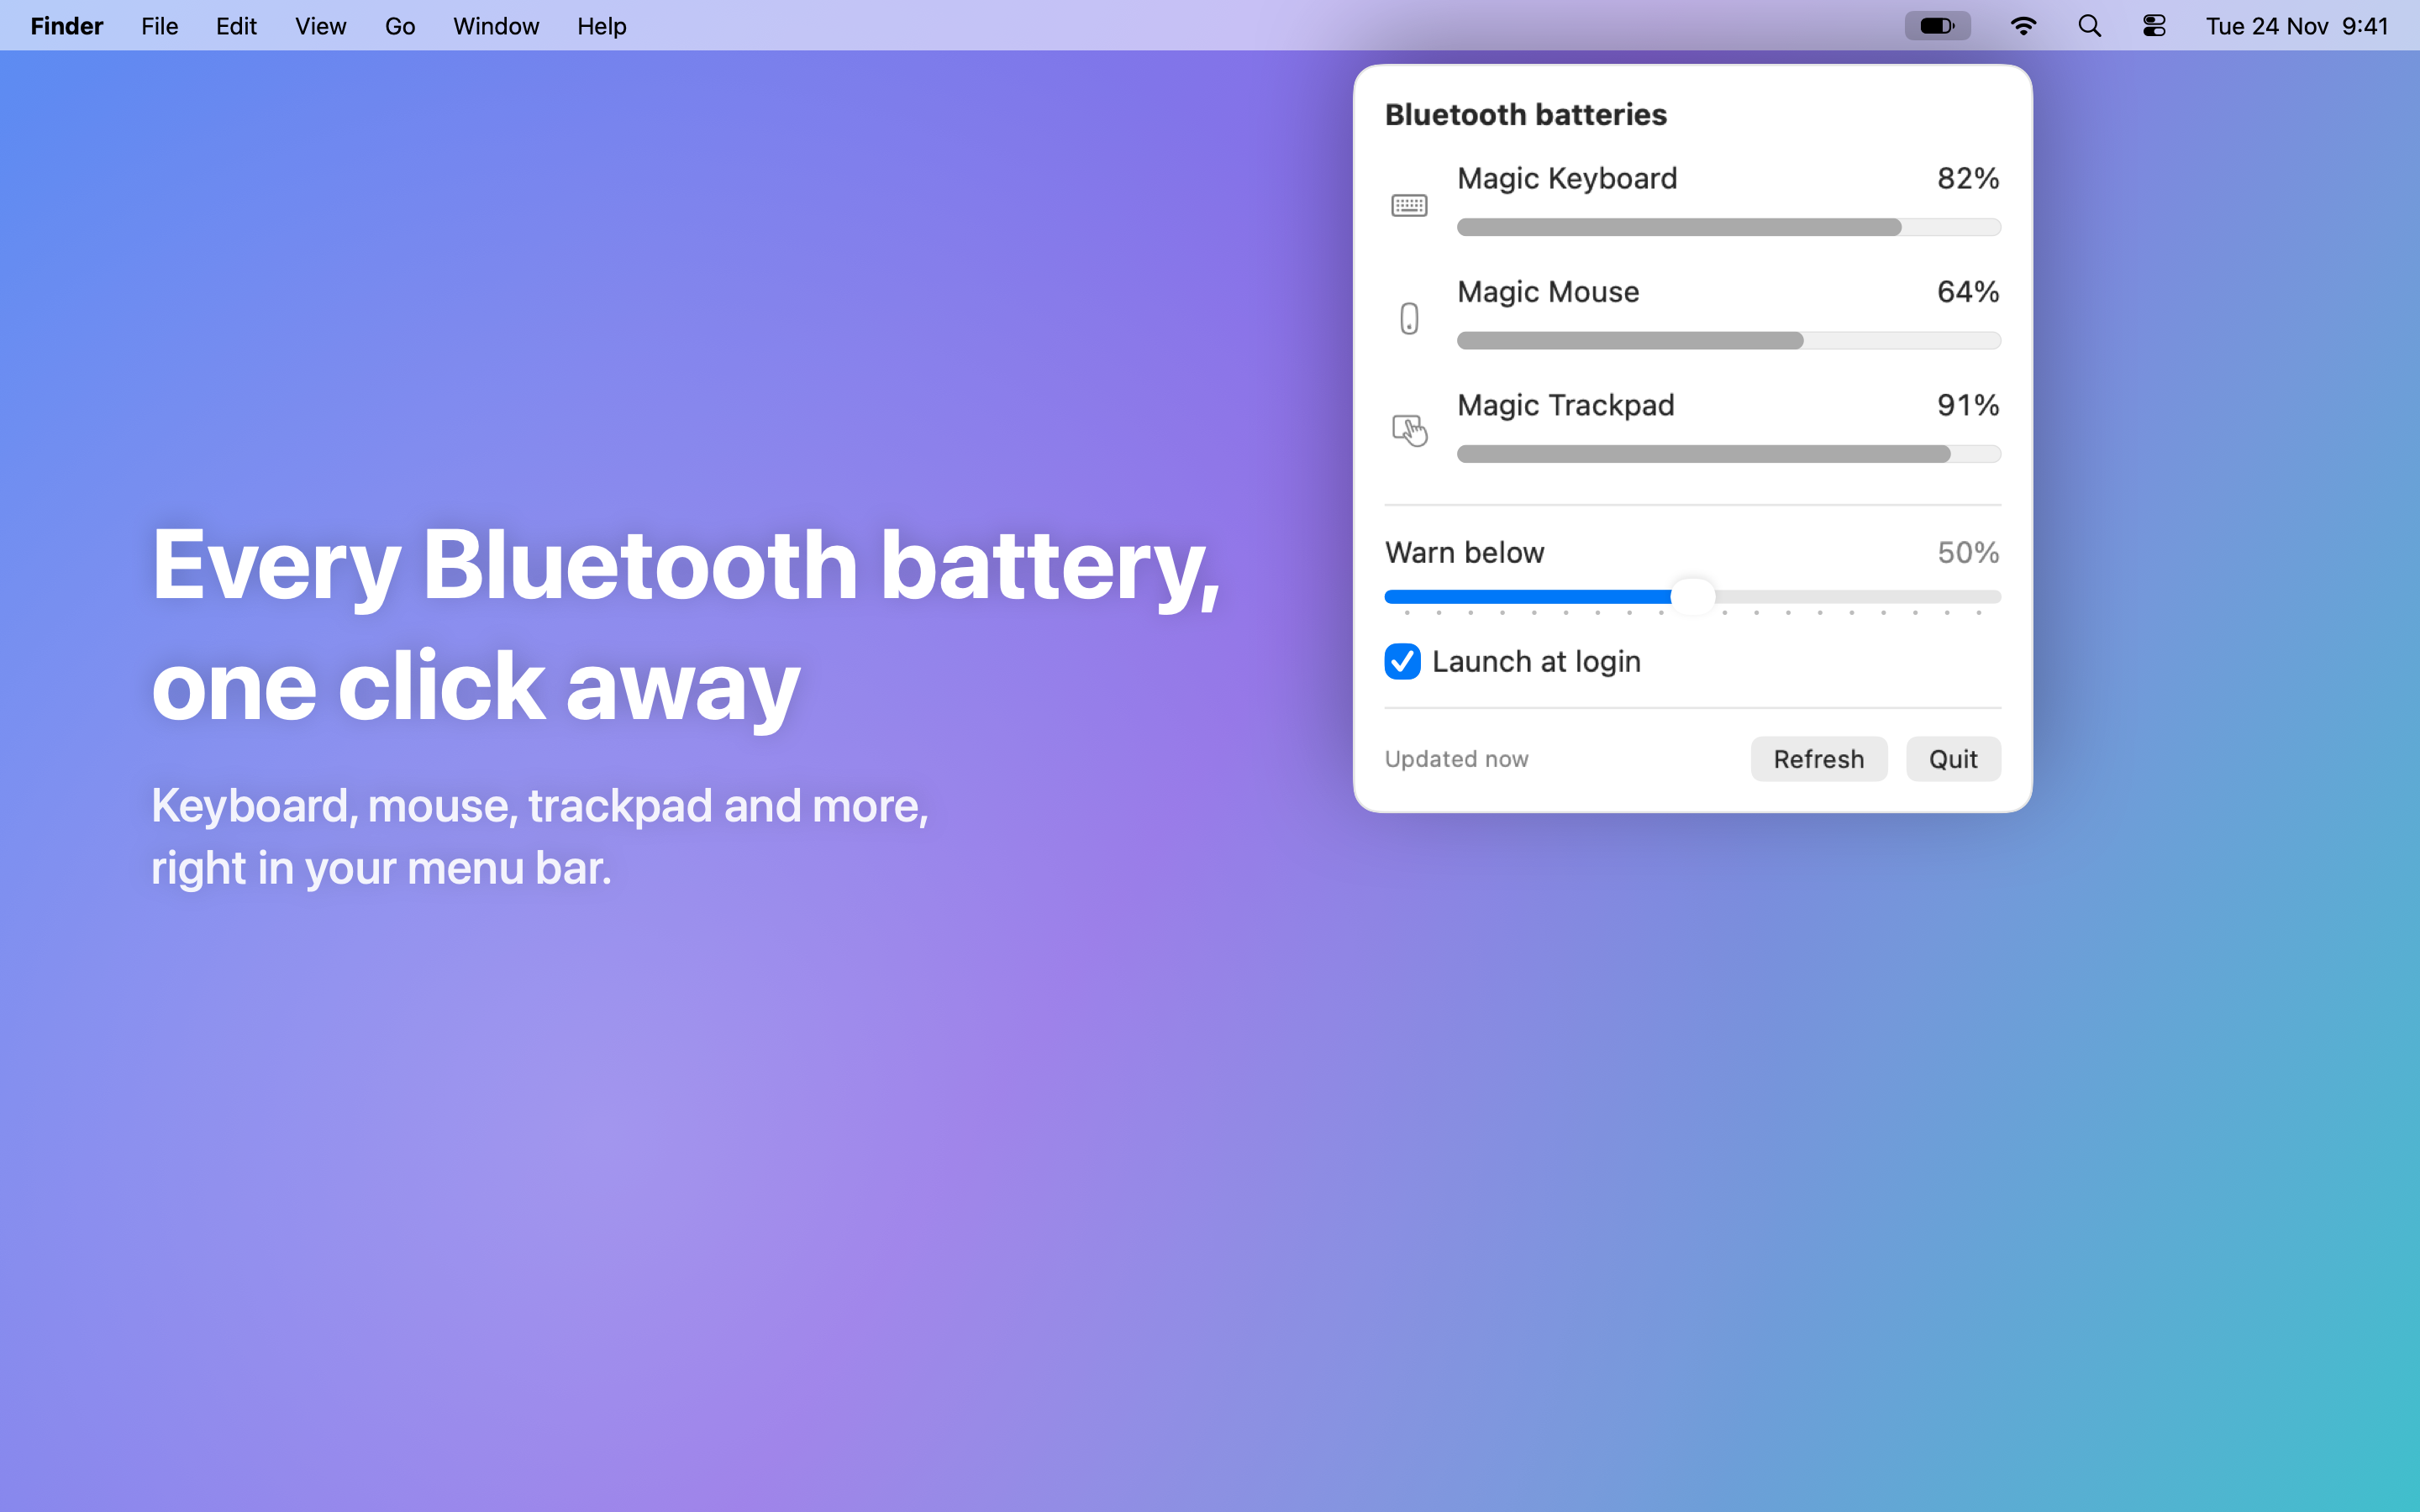 Finder File Edit View Go Window Help Tue 24 Nov 9:41
Bluetooth batteries
Magic Keyboard 82%
Magic Mouse 64%
Magic Trackpad 91%
Warn below 50%
Launch at login
Updated now Refresh Quit
Every Bluetooth battery,
one click away
Keyboard, mouse, trackpad and more,
right in your menu bar.